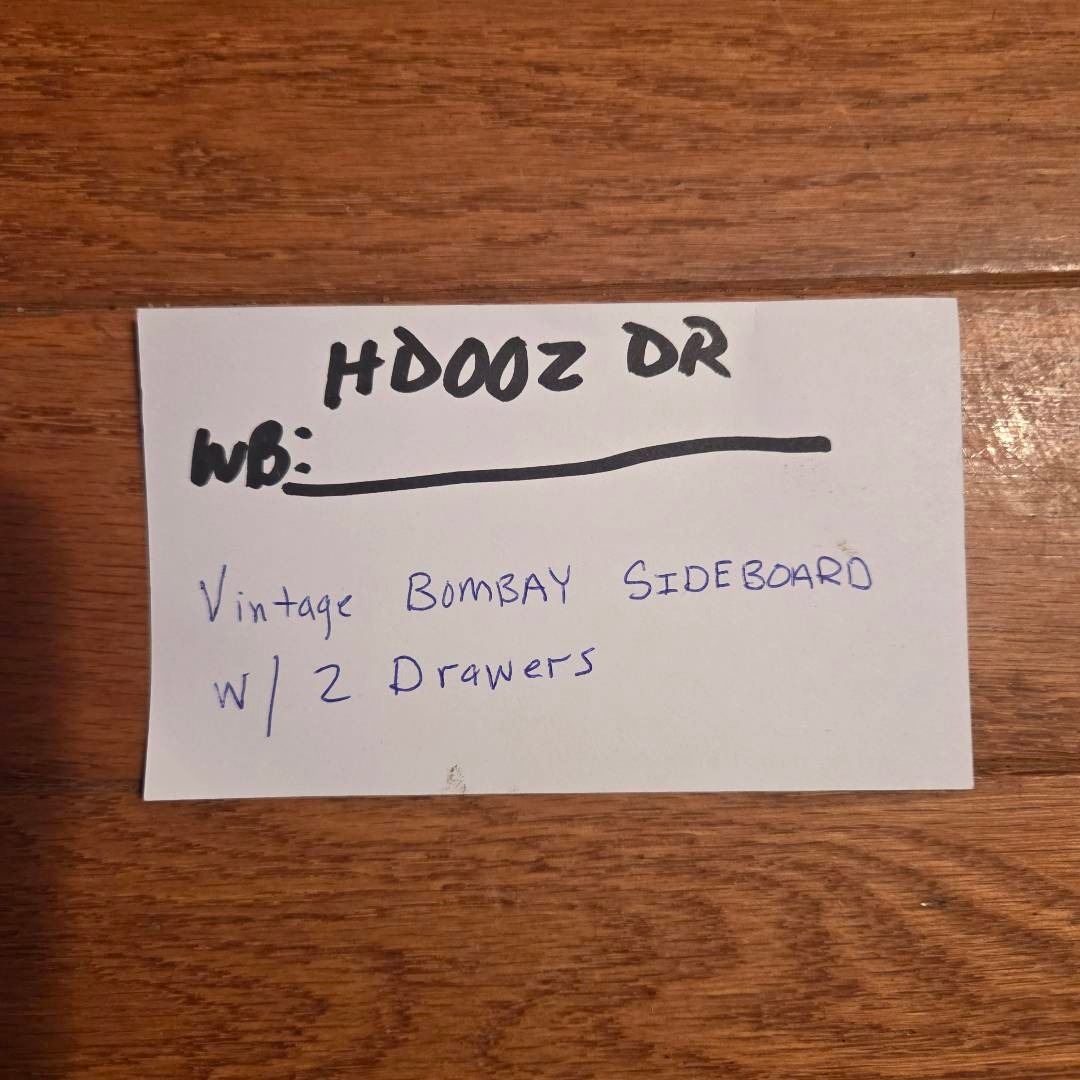 HD002 DR
WB:
Vintage BOMBAY SIDEBOARD
W/ 2 Drawers